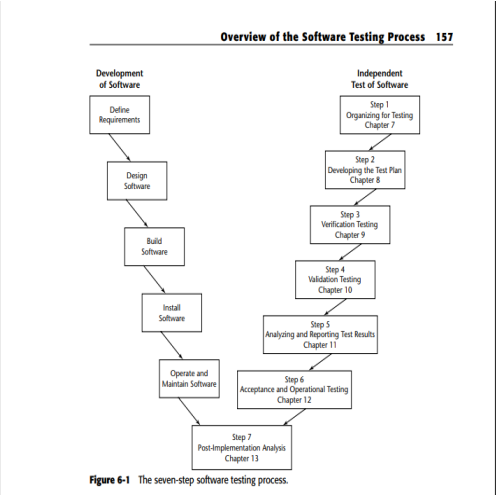 Overview of the Software Testing Process 157
Development
of Software
Independent
Test of Software
Define
Requirements
Step 1
Organizing for Testing
Chapter 7
Design
Software
Step 2
Developing the Test Plan
Chapter 8
Build
Software
Step 3
Verification Testing
Chapter 9
Step 4
Validation Testing
Chapter 10
Install
Software
Step 5
Analyzing and Reporting Test Results
Chapter 11
Operate and
Maintain Software
Step 6
Acceptance and Operational Testing
Chapter 12
Step 7
Post-Implementation Analysis
Chapter 13
Figure 6-1 The seven-step software testing process.